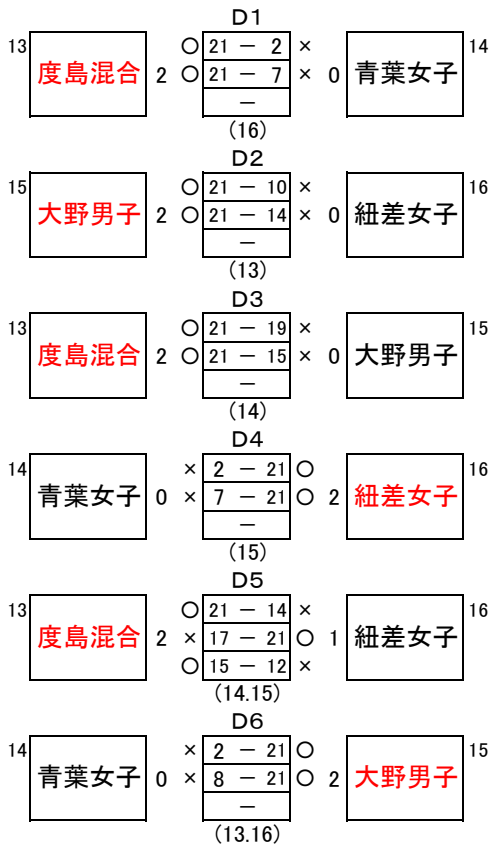 D1
13 度島混合 2 ○ 21 － 2 × 0 青葉女子 14
○ 21 － 7 ×
－
(16)
D2
15 大野男子 2 ○ 21 － 10 × 0 紐差女子 16
○ 21 － 14 ×
－
(13)
D3
13 度島混合 2 ○ 21 － 19 × 0 大野男子 15
○ 21 － 15 ×
－
(14)
D4
14 青葉女子 0 × 2 － 21 ○ 2 紐差女子 16
× 7 － 21 ○
－
(15)
D5
13 度島混合 2 ○ 21 － 14 × 1 紐差女子 16
× 17 － 21 ○
○ 15 － 12 ×
(14.15)
D6
14 青葉女子 0 × 2 － 21 ○ 2 大野男子 15
× 8 － 21 ○
－
(13.16)